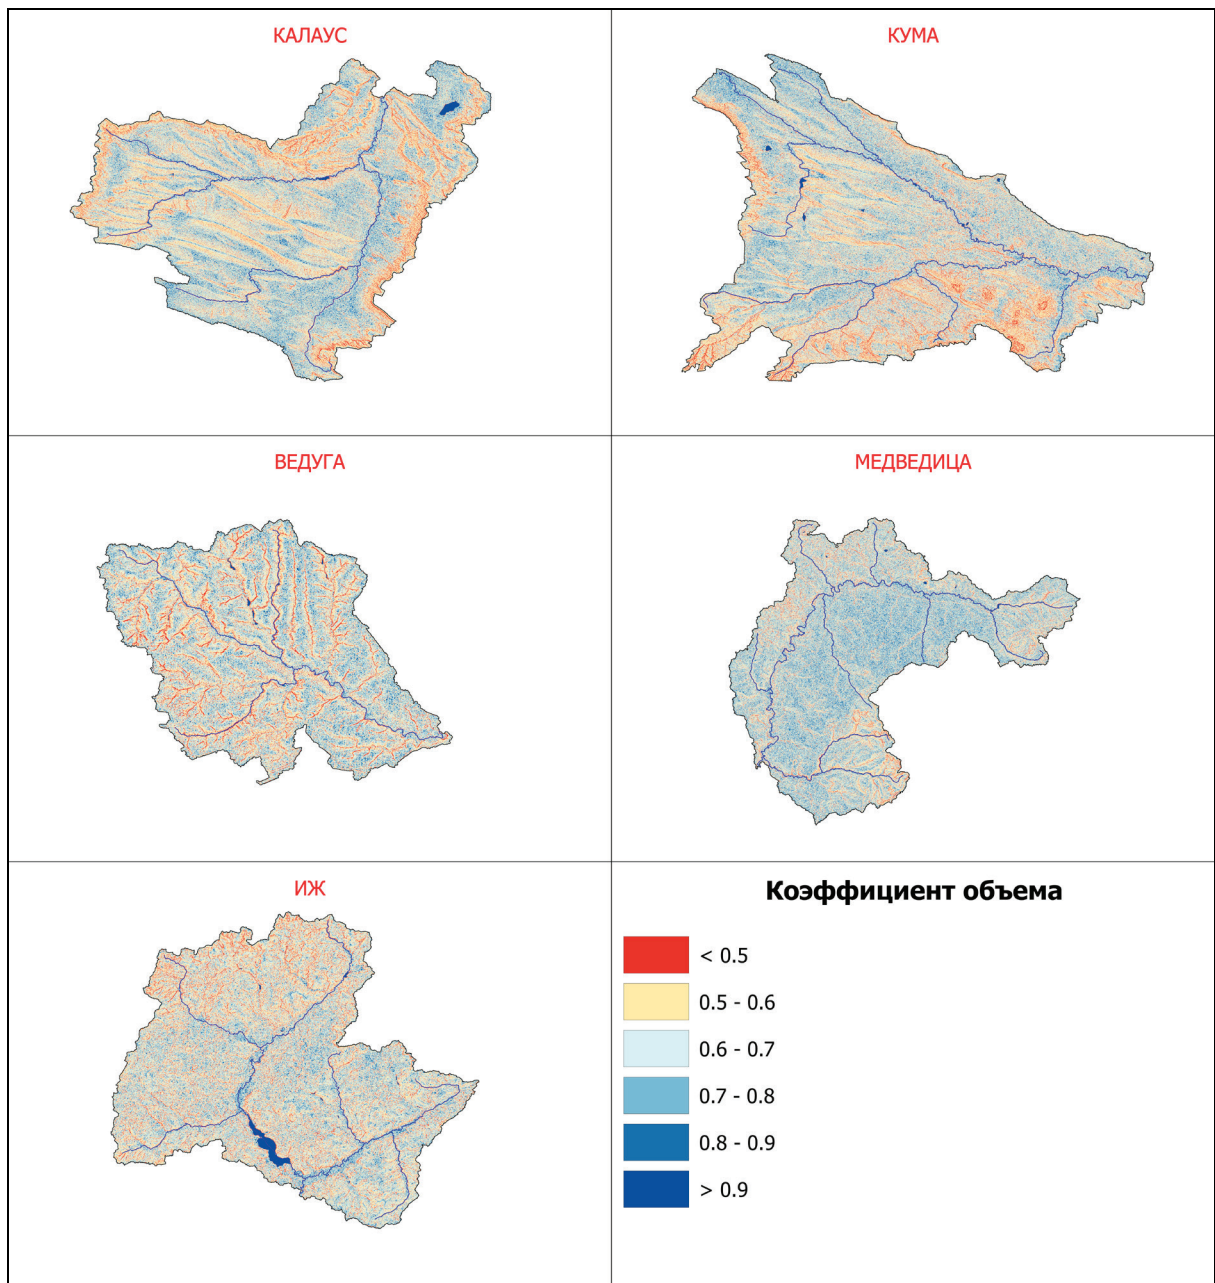 КАЛАУС
КУМА
ВЕДУГА
МЕДВЕДИЦА
ИЖ
Коэффициент объема
< 0.5
0.5 - 0.6
0.6 - 0.7
0.7 - 0.8
0.8 - 0.9
> 0.9